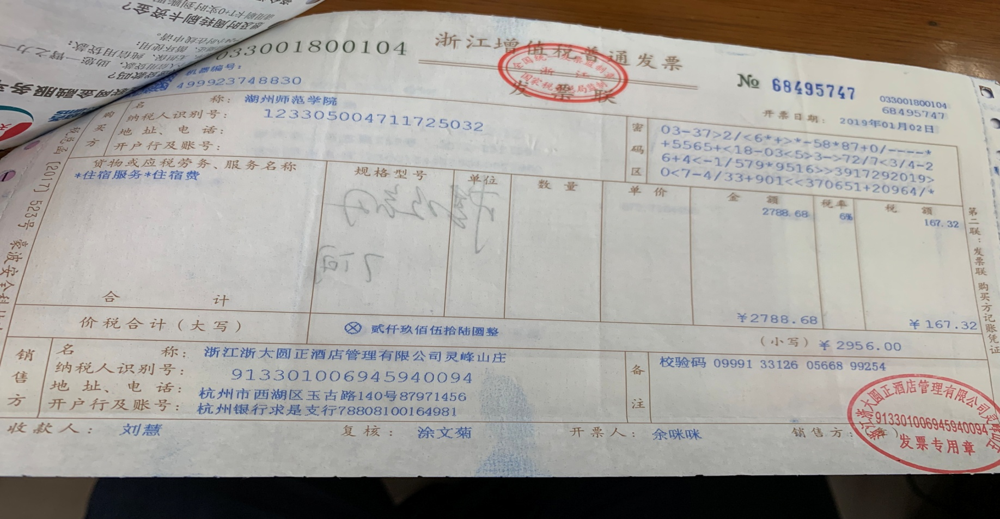 033001800104
浙江增值税普通发票
发票联
全国统一发票监制章
浙江
国家税务总局监制
№ 68495747
033001800104
68495747
机器编号：
499923748830
开票日期： 2019年01月02日
购买方
名称：湖州师范学院
纳税人识别号： 12330500471172503​2
地址、电话：
开户行及账号：
密码区
03-37>2/<6*+>*-58*87+0/----*
+5565+<18-03<5>3->72/7<3/4-2
6+4<-1/579*9516>>3917292019>
0<7-4/33+901<<370651+20964/*
货物或应税劳务、服务名称 规格型号 单位 数量 单价 金额 税率 税额
*住宿服务*住宿费 2788.68 6% 167.32
合计 ￥2788.68 ￥167.32
价税合计（大写） ⊗ 贰仟玖佰伍拾陆圆整 （小写）￥2956.00
销售方
名称：浙江浙大圆正酒店管理有限公司灵峰山庄
纳税人识别号： 913301006945940094
地址、电话：杭州市西湖区玉古路140号87971456
开户行及账号：杭州银行求是支行78808100164981
备注
校验码 09991 33126 05668 99254
收款人：刘慧 复核：涂文菊 开票人：余咪咪 销售方：（章）
浙江浙大圆正酒店管理有限公司灵峰山庄
913301006945940094
发票专用章
第二联：发票联 购买方记账凭证
税总函〔2017〕523号
想及时周转刷卡资金？